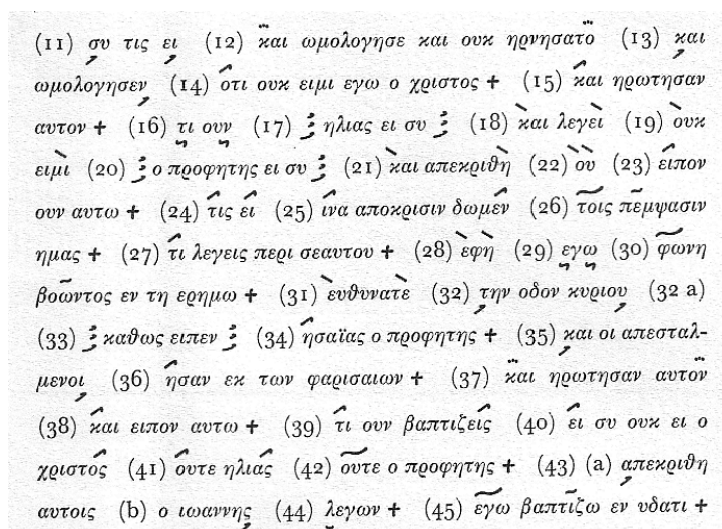 (11) συ τις ει (12) και ωμολογησε και ουκ ηρνησατο (13) και
ωμολογησεν (14) ότι ουκ ειμι εγω ο χριστος + (15) και ηρωτησαν
αυτον + (16) τι ουν (17) ηλιας ει συ (18) και λεγει (19) ουκ
ειμι (20) ο προφητης ει συ (21) και απεκριθη (22) ου (23) ειπον
ουν αυτω + (24) τις ει (25) ινα αποκρισιν δωμεν (26) τοις πεμψασιν
ημας + (27) τι λεγεις περι σεαυτου + (28) εφη (29) εγω (30) φωνη
βοωντος εν τη ερημω + (31) ευθυνατε (32) την οδον κυριου (32 a)
(33) καθως ειπεν (34) ησαϊας ο προφητης + (35) και οι απεσταλ-
μενοι (36) ησαν εκ των φαρισαιων + (37) και ηρωτησαν αυτον
(38) και ειπον αυτω + (39) τι ουν βαπτιζεις (40) ει συ ουκ ει ο
χριστος (41) ουτε ηλιας (42) ουτε ο προφητης + (43) (a) απεκριθη
αυτοις (b) ο ιωαννης (44) λεγων + (45) εγω βαπτιζω εν υδατι +